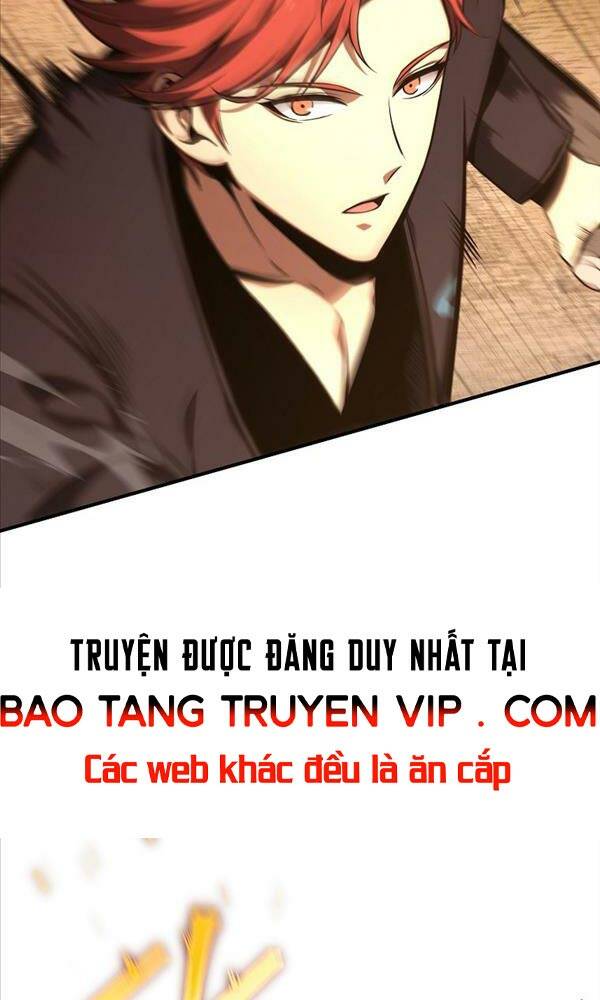 TRUYỆN ĐƯỢC ĐĂNG DUY NHẤT TẠI
BAO TANG TRUYEN VIP . COM
Các web khác đều là ăn cắp